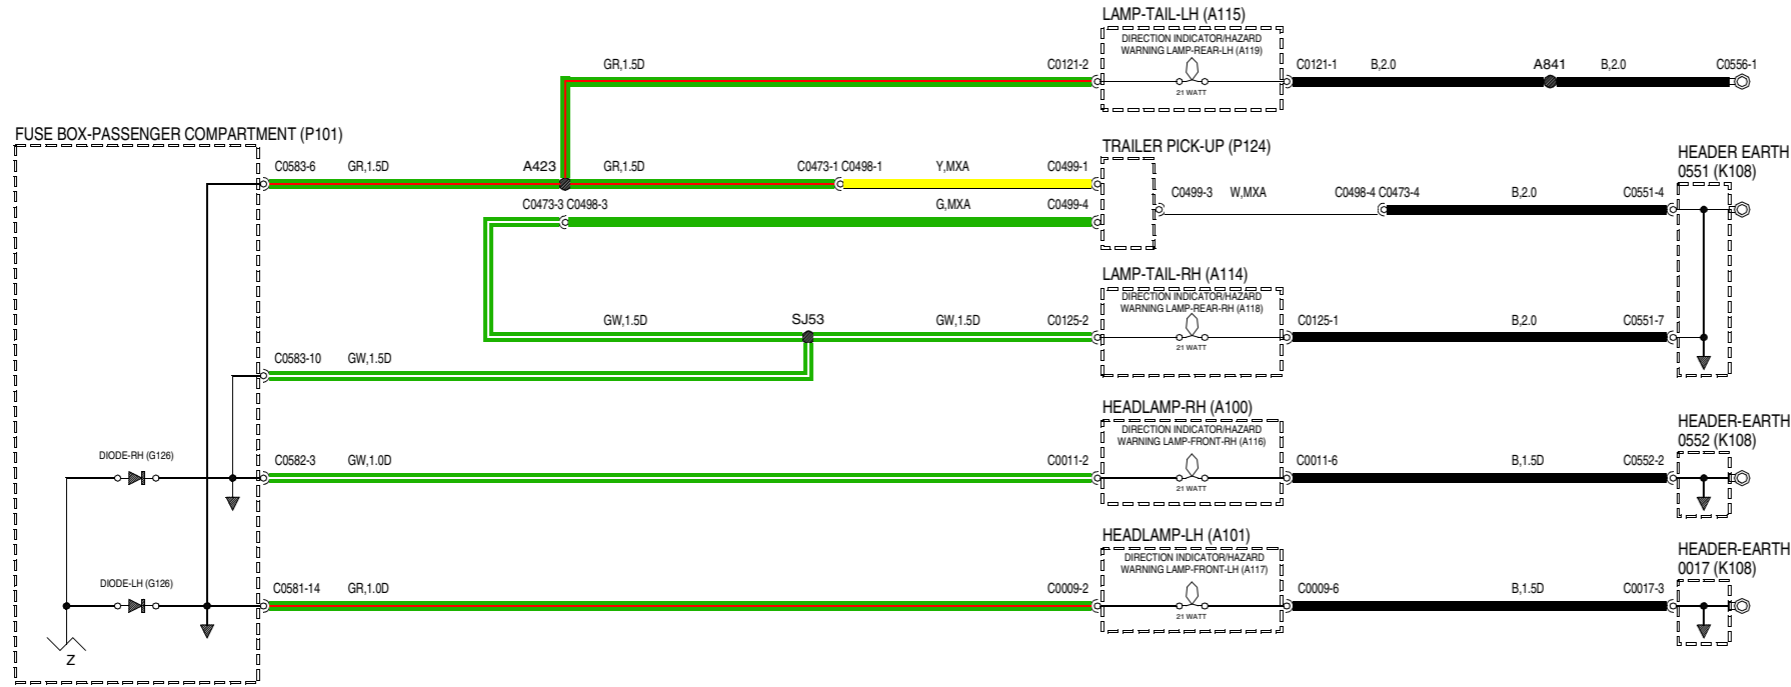 LAMP-TAIL-LH (A115)
DIRECTION INDICATOR/HAZARD
WARNING LAMP-REAR-LH (A119)
21 WATT
GR,1.5D
C0121-2
C0121-1
B,2.0
A841
B,2.0
C0556-1
FUSE BOX-PASSENGER COMPARTMENT (P101)
C0583-6
GR,1.5D
A423
GR,1.5D
C0473-1 C0498-1
Y,MXA
C0499-1
TRAILER PICK-UP (P124)
HEADER EARTH
0551 (K108)
C0473-3 C0498-3
G,MXA
C0499-4
C0499-3
W,MXA
C0498-4 C0473-4
B,2.0
C0551-4
LAMP-TAIL-RH (A114)
DIRECTION INDICATOR/HAZARD
WARNING LAMP-REAR-RH (A118)
21 WATT
GW,1.5D
SJ53
GW,1.5D
C0125-2
C0125-1
B,2.0
C0551-7
C0583-10
GW,1.5D
HEADLAMP-RH (A100)
DIRECTION INDICATOR/HAZARD
WARNING LAMP-FRONT-RH (A116)
21 WATT
HEADER-EARTH
0552 (K108)
DIODE-RH (G126)
C0582-3
GW,1.0D
C0011-2
C0011-6
B,1.5D
C0552-2
HEADLAMP-LH (A101)
DIRECTION INDICATOR/HAZARD
WARNING LAMP-FRONT-LH (A117)
21 WATT
HEADER-EARTH
0017 (K108)
DIODE-LH (G126)
C0581-14
GR,1.0D
C0009-2
C0009-6
B,1.5D
C0017-3
Z